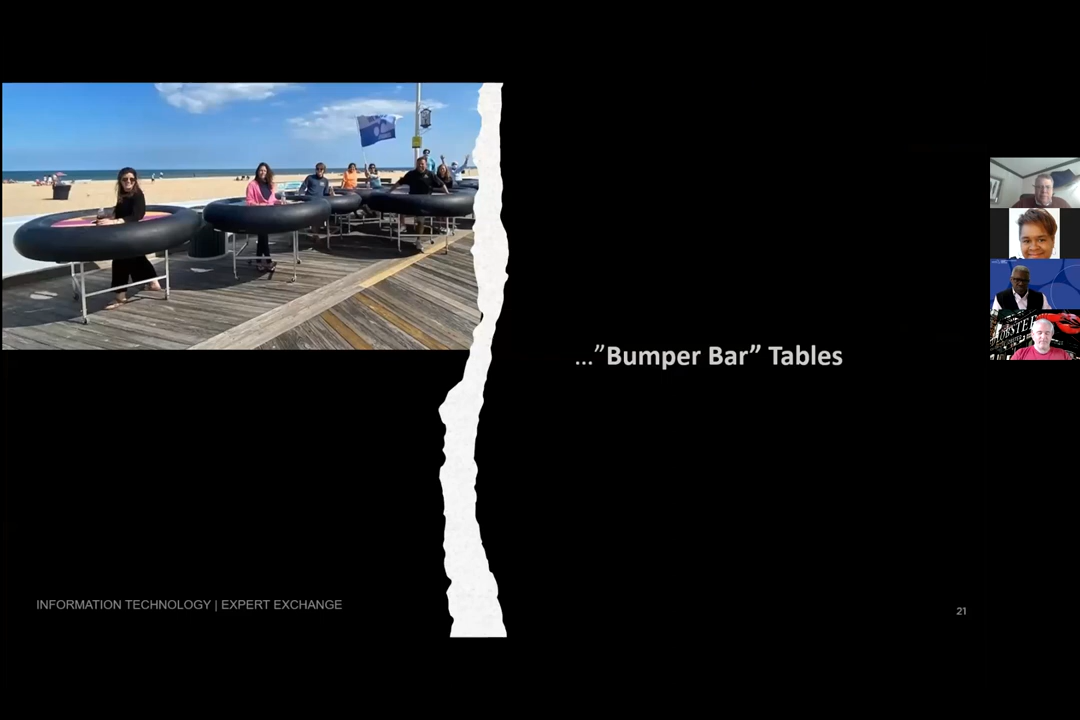 …”Bumper Bar” Tables
INFORMATION TECHNOLOGY | EXPERT EXCHANGE
21